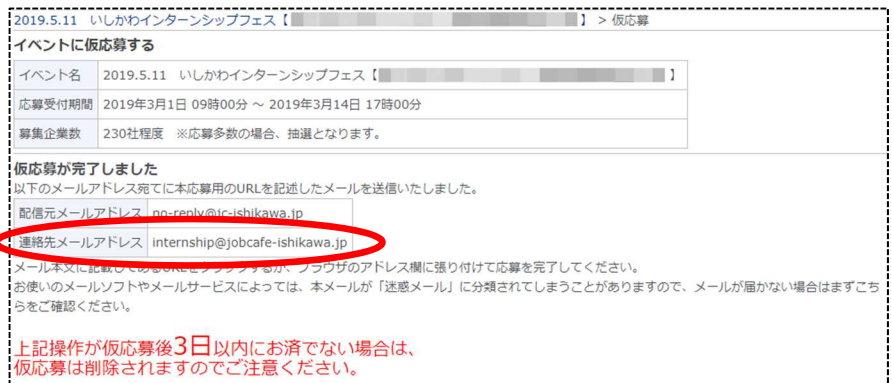 2019.5.11 いしかわインターンシップフェス【 】 > 仮応募
イベントに仮応募する
イベント名 2019.5.11 いしかわインターンシップフェス【 】
応募受付期間 2019年3月1日 09時00分 ~ 2019年3月14日 17時00分
募集企業数 230社程度 ※応募多数の場合、抽選となります。
仮応募が完了しました
以下のメールアドレス宛てに本応募用のURLを記述したメールを送信いたしました。
配信元メールアドレス no-reply@jc-ishikawa.jp
連絡先メールアドレス internship@jobcafe-ishikawa.jp
メール本文に記載してあるURLをクリックするか、ブラウザのアドレス欄に張り付けて応募を完了してください。
お使いのメールソフトやメールサービスによっては、本メールが「迷惑メール」に分類されてしまうことがありますので、メールが届かない場合はまずこち
らをご確認ください。
上記操作が仮応募後3日以内にお済でない場合は、
仮応募は削除されますのでご注意ください。